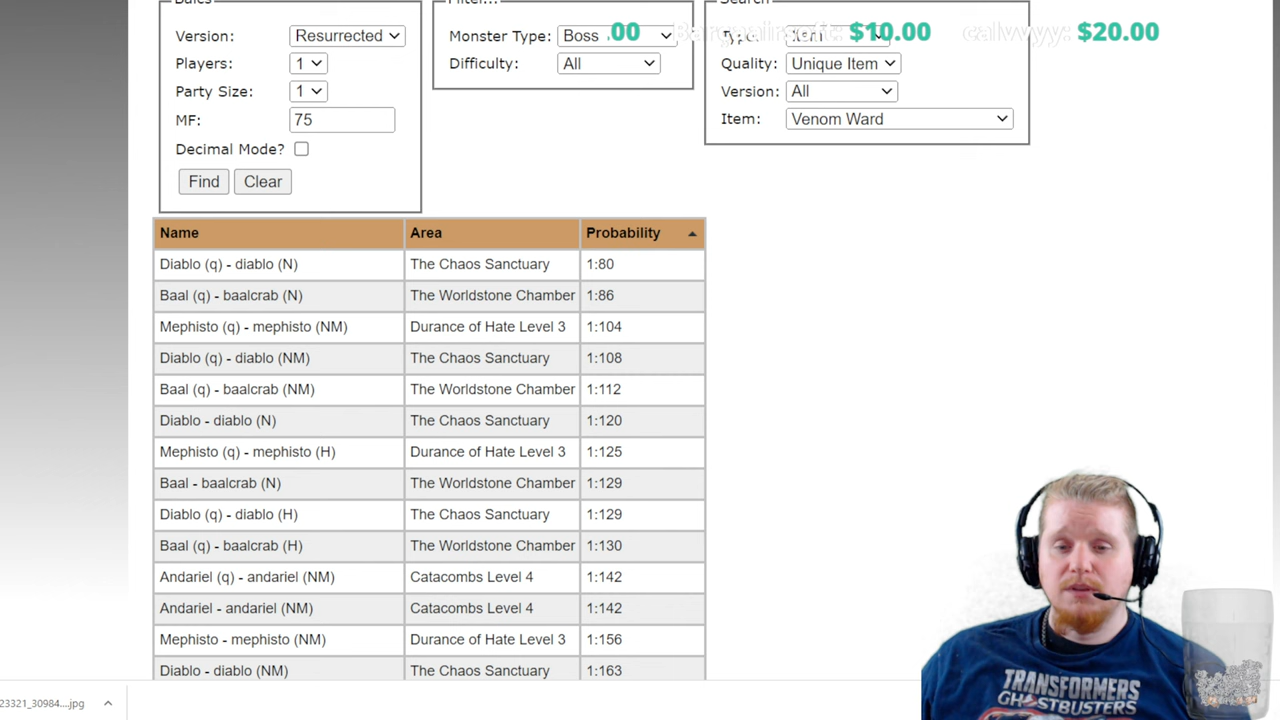 Version: Resurrected
Players: 1
Party Size: 1
MF: 75
Decimal Mode?
Find Clear
Monster Type: Boss
Difficulty: All
.00 Bargaairsoft: $10.00 calvvyy: $20.00
Type: Item
Quality: Unique Item
Version: All
Item: Venom Ward
Name Area Probability
Diablo (q) - diablo (N) The Chaos Sanctuary 1:80
Baal (q) - baalcrab (N) The Worldstone Chamber 1:86
Mephisto (q) - mephisto (NM) Durance of Hate Level 3 1:104
Diablo (q) - diablo (NM) The Chaos Sanctuary 1:108
Baal (q) - baalcrab (NM) The Worldstone Chamber 1:112
Diablo - diablo (N) The Chaos Sanctuary 1:120
Mephisto (q) - mephisto (H) Durance of Hate Level 3 1:125
Baal - baalcrab (N) The Worldstone Chamber 1:129
Diablo (q) - diablo (H) The Chaos Sanctuary 1:129
Baal (q) - baalcrab (H) The Worldstone Chamber 1:130
Andariel (q) - andariel (NM) Catacombs Level 4 1:142
Andariel - andariel (NM) Catacombs Level 4 1:142
Mephisto - mephisto (NM) Durance of Hate Level 3 1:156
Diablo - diablo (NM) The Chaos Sanctuary 1:163
23321_30984....jpg
TRANSFORMERS
GHOSTBUSTERS